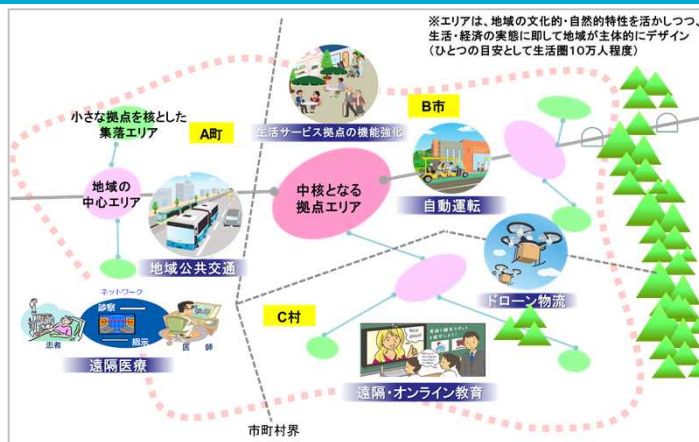 ※エリアは、地域の文化的・自然的特性を活かしつつ、
生活・経済の実態に即して地域が主体的にデザイン
（ひとつの目安として生活圏１０万人程度）
小さな拠点を核とした
集落エリア
A町
生活サービス拠点の機能強化
B市
地域の
中心エリア
中核となる
拠点エリア
自動運転
地域公共交通
ドローン物流
ネットワーク
診察
指示
患者
医師
遠隔医療
C村
遠隔・オンライン教育
市町村界